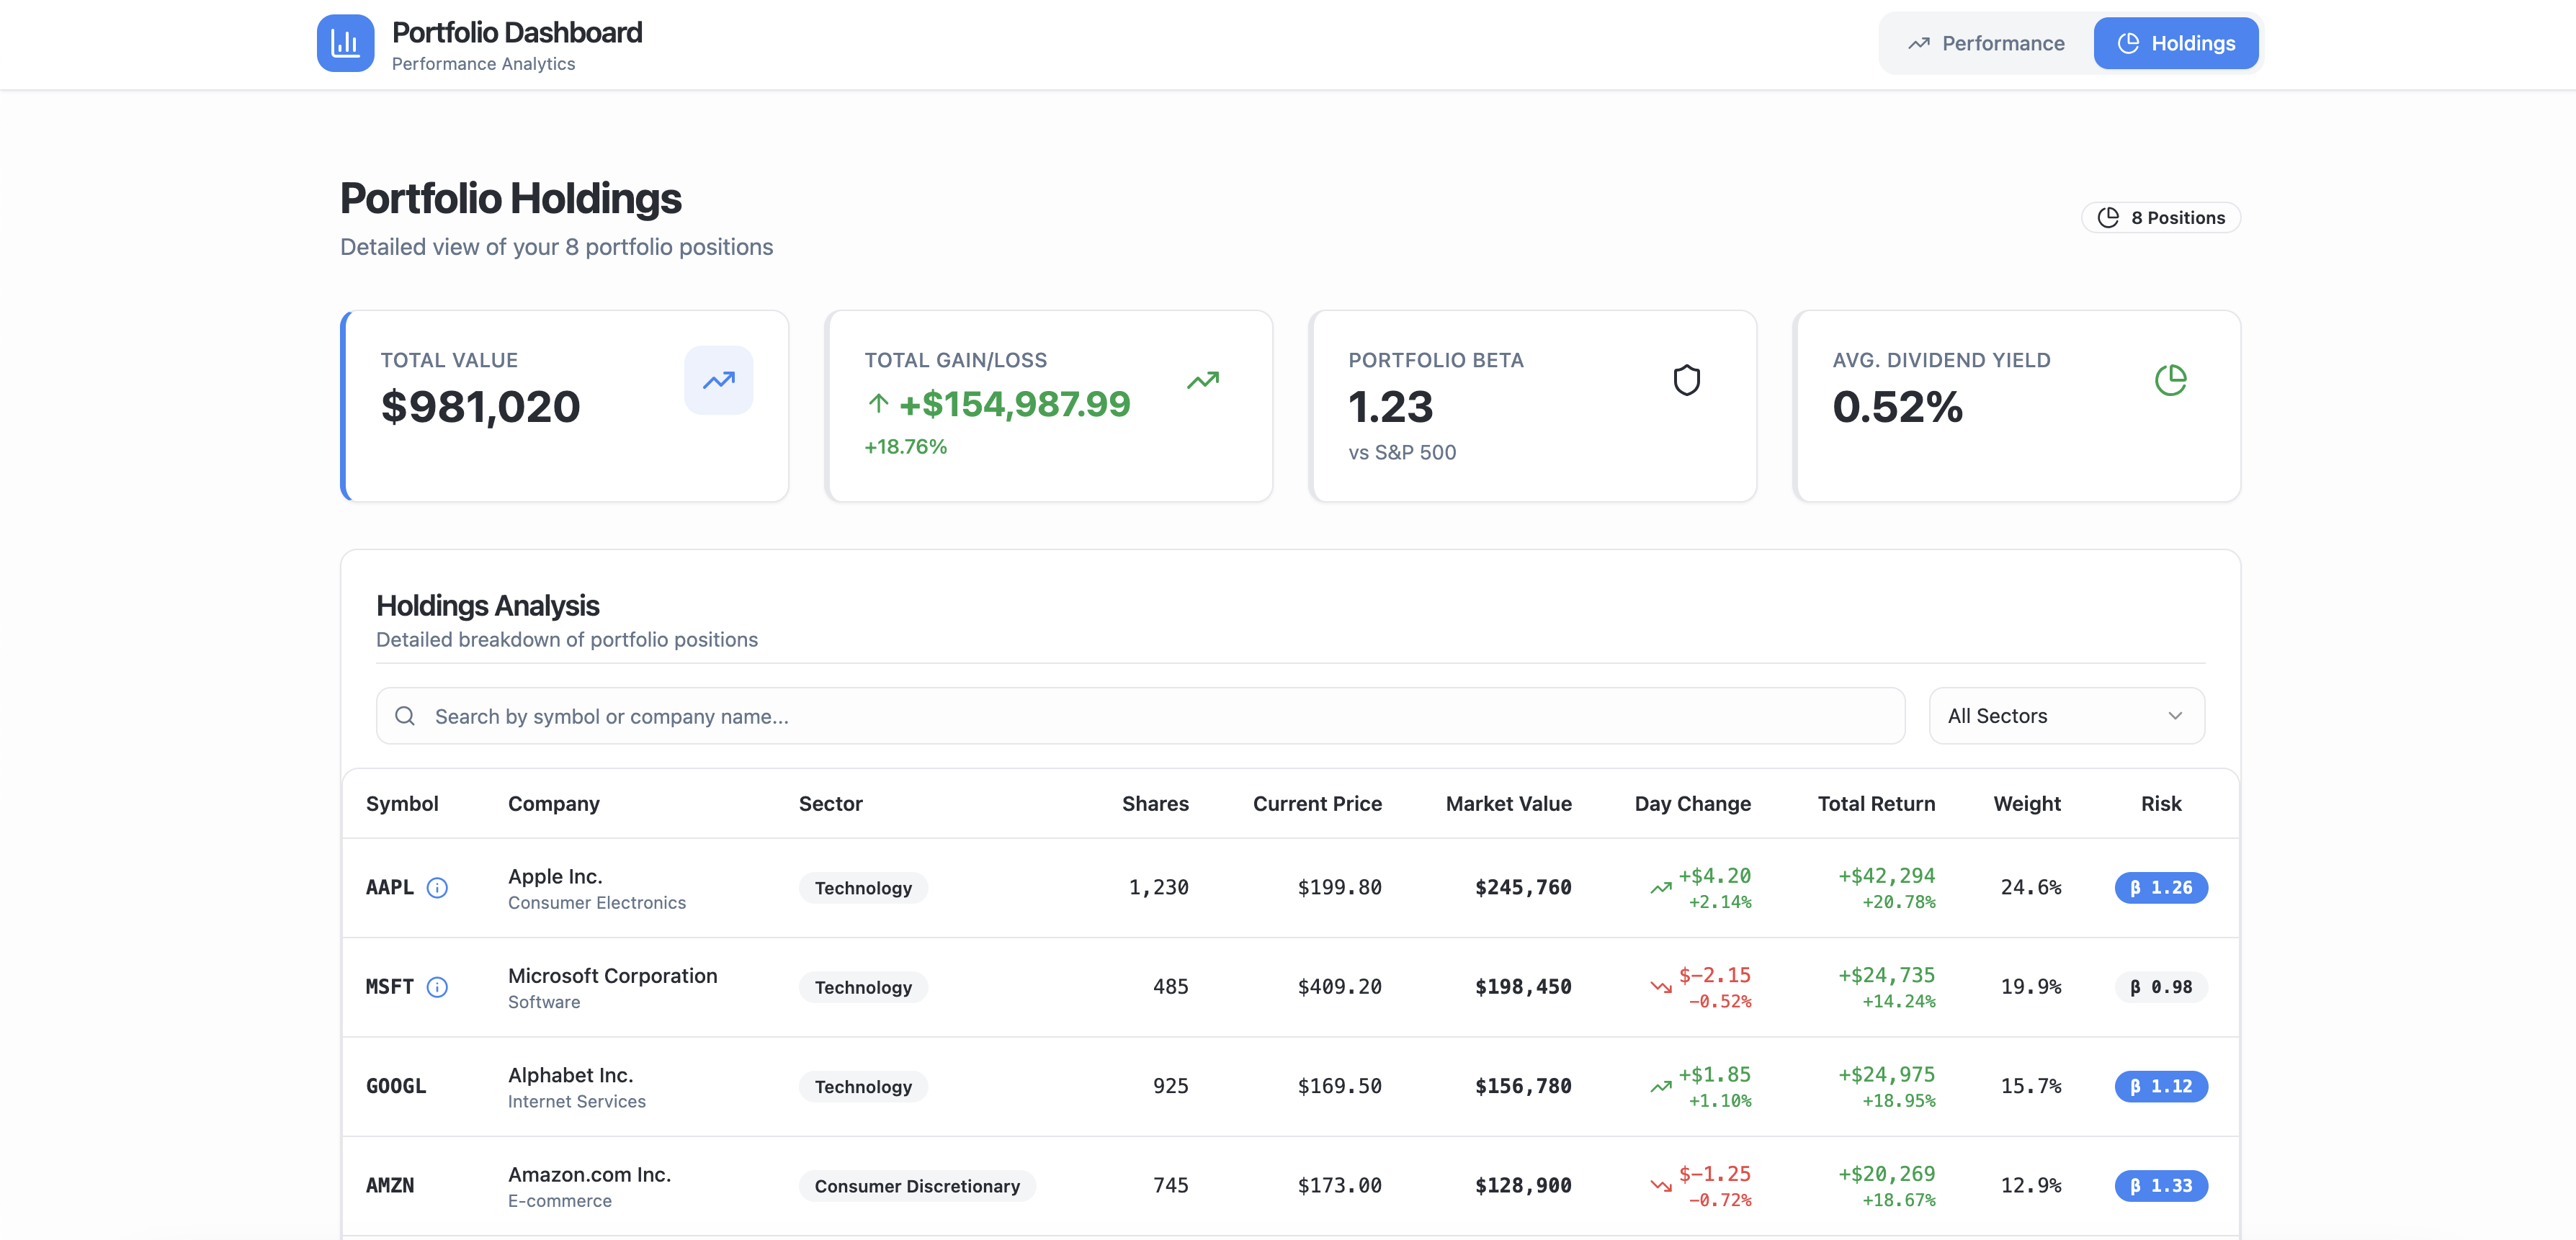 Portfolio Dashboard
Performance Analytics
Performance
Holdings
Portfolio Holdings
Detailed view of your 8 portfolio positions
8 Positions
TOTAL VALUE
$981,020
TOTAL GAIN/LOSS
+$154,987.99
+18.76%
PORTFOLIO BETA
1.23
vs S&P 500
AVG. DIVIDEND YIELD
0.52%
Holdings Analysis
Detailed breakdown of portfolio positions
Search by symbol or company name...
All Sectors
Symbol Company Sector Shares Current Price Market Value Day Change Total Return Weight Risk
AAPL Apple Inc. Technology 1,230 $199.80 $245,760 +$4.20 +$42,294 24.6% β 1.26
Consumer Electronics +2.14% +20.78%
MSFT Microsoft Corporation Technology 485 $409.20 $198,450 $-2.15 +$24,735 19.9% β 0.98
Software -0.52% +14.24%
GOOGL Alphabet Inc. Technology 925 $169.50 $156,780 +$1.85 +$24,975 15.7% β 1.12
Internet Services +1.10% +18.95%
AMZN Amazon.com Inc. Consumer Discretionary 745 $173.00 $128,900 $-1.25 +$20,269 12.9% β 1.33
E-commerce -0.72% +18.67%